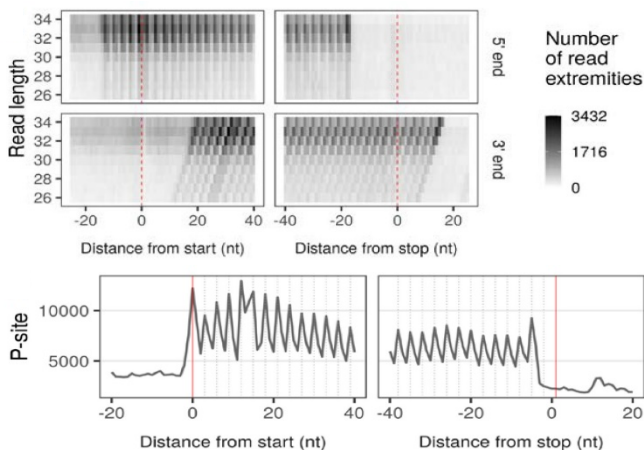 Read length
34
32
30
28
26
5' end
34
32
30
28
26
3' end
-20 0 20 40
-40 -20 0 20
Distance from start (nt)
Distance from stop (nt)
Number
of read
extremities
3432
1716
0
P-site
10000
5000
-20 0 20 40
-40 -20 0 20
Distance from start (nt)
Distance from stop (nt)